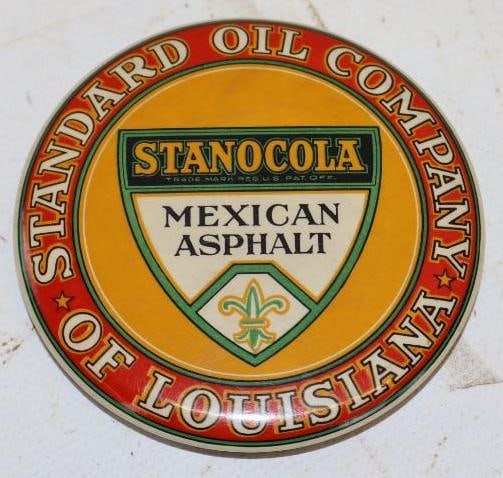 STANDARD OIL COMPANY
OF LOUISIANA
STANOCOLA
TRADE MARK REG. U.S. PAT. OFF.
MEXICAN
ASPHALT